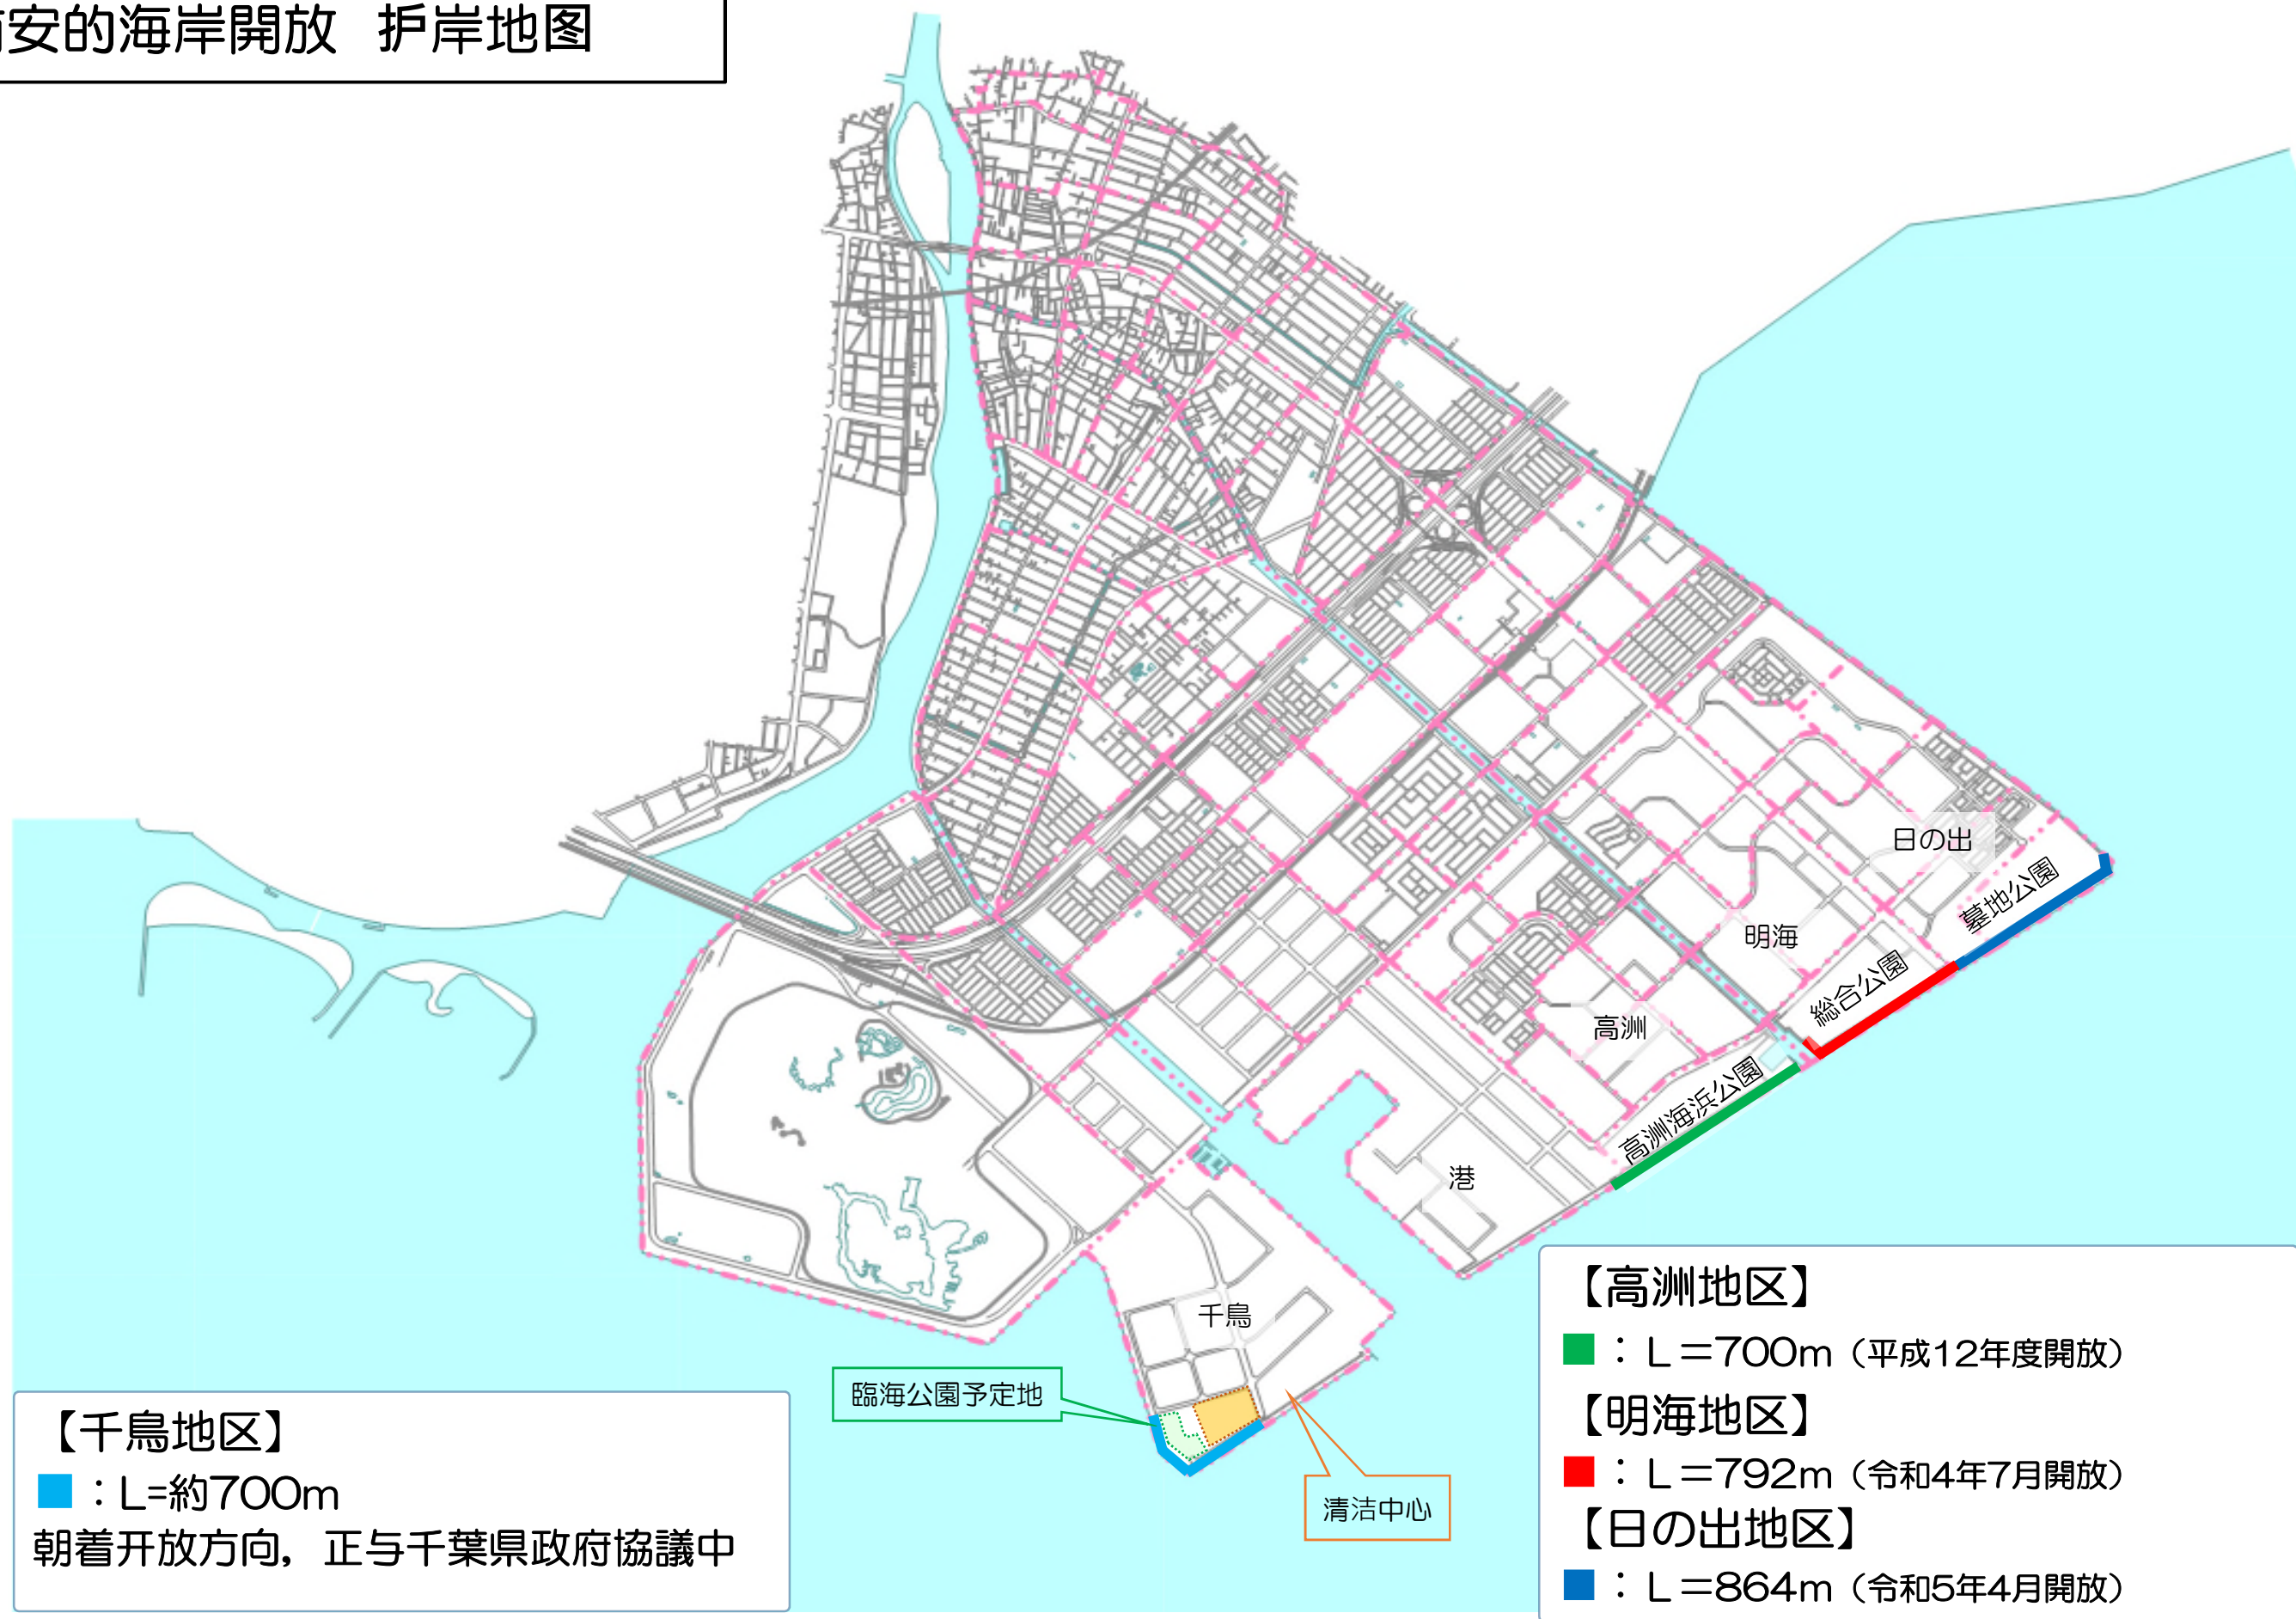 安的海岸開放 护岸地图
日の出
墓地公園
明海
総合公園
高洲
高洲海浜公園
港
千鳥
臨海公園予定地
清洁中心
【千鳥地区】
：L=約700m
朝着开放方向，正与千葉県政府協議中
【高洲地区】
：L＝700m（平成12年度開放）
【明海地区】
：L＝792m（令和4年7月開放）
【日の出地区】
：L＝864m（令和5年4月開放）